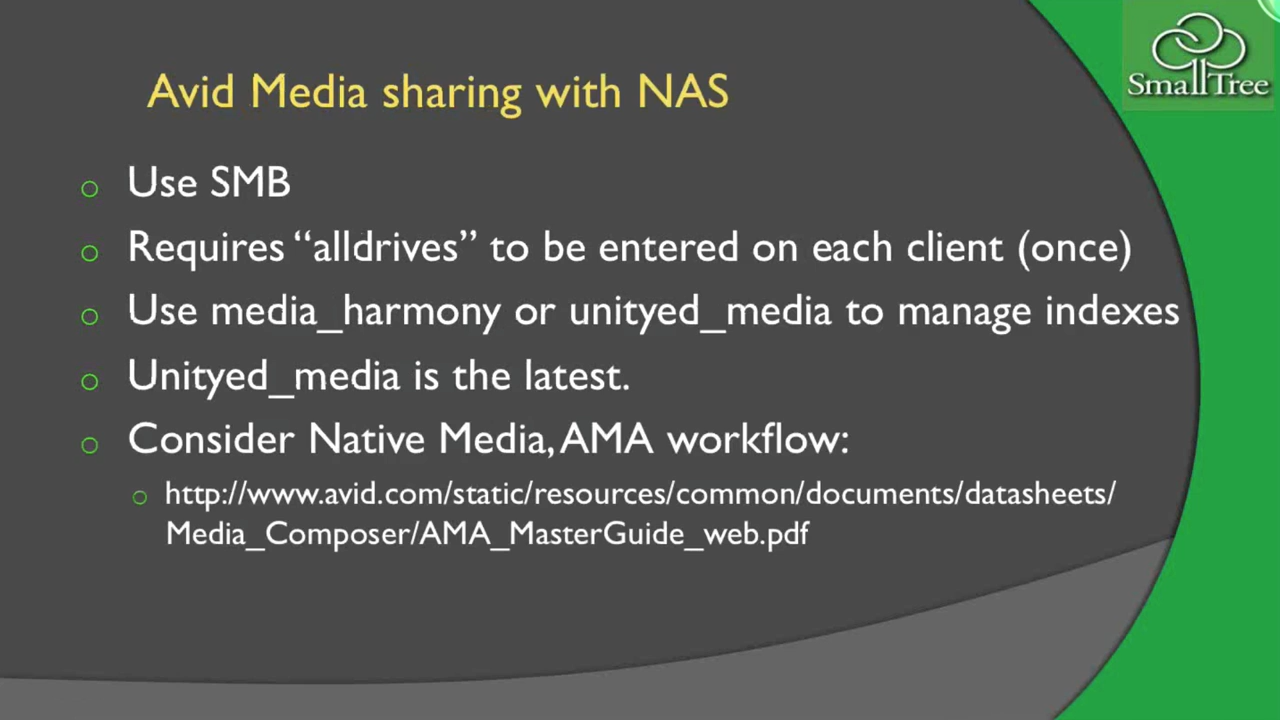 SmallTree
Avid Media sharing with NAS
Use SMB
Requires “alldrives” to be entered on each client (once)
Use media_harmony or unityed_media to manage indexes
Unityed_media is the latest.
Consider Native Media, AMA workflow:
http://www.avid.com/static/resources/common/documents/datasheets/
Media_Composer/AMA_MasterGuide_web.pdf